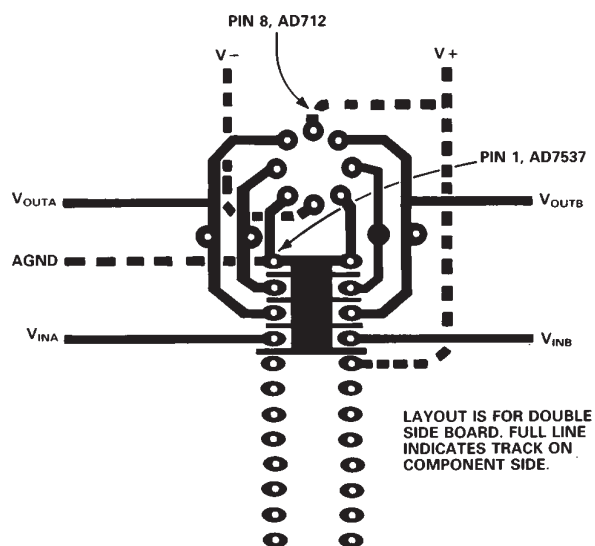 PIN 8, AD712
V–
V+
PIN 1, AD7537
VOUTA
VOUTB
AGND
VINA
VINB
LAYOUT IS FOR DOUBLE
SIDE BOARD. FULL LINE
INDICATES TRACK ON
COMPONENT SIDE.